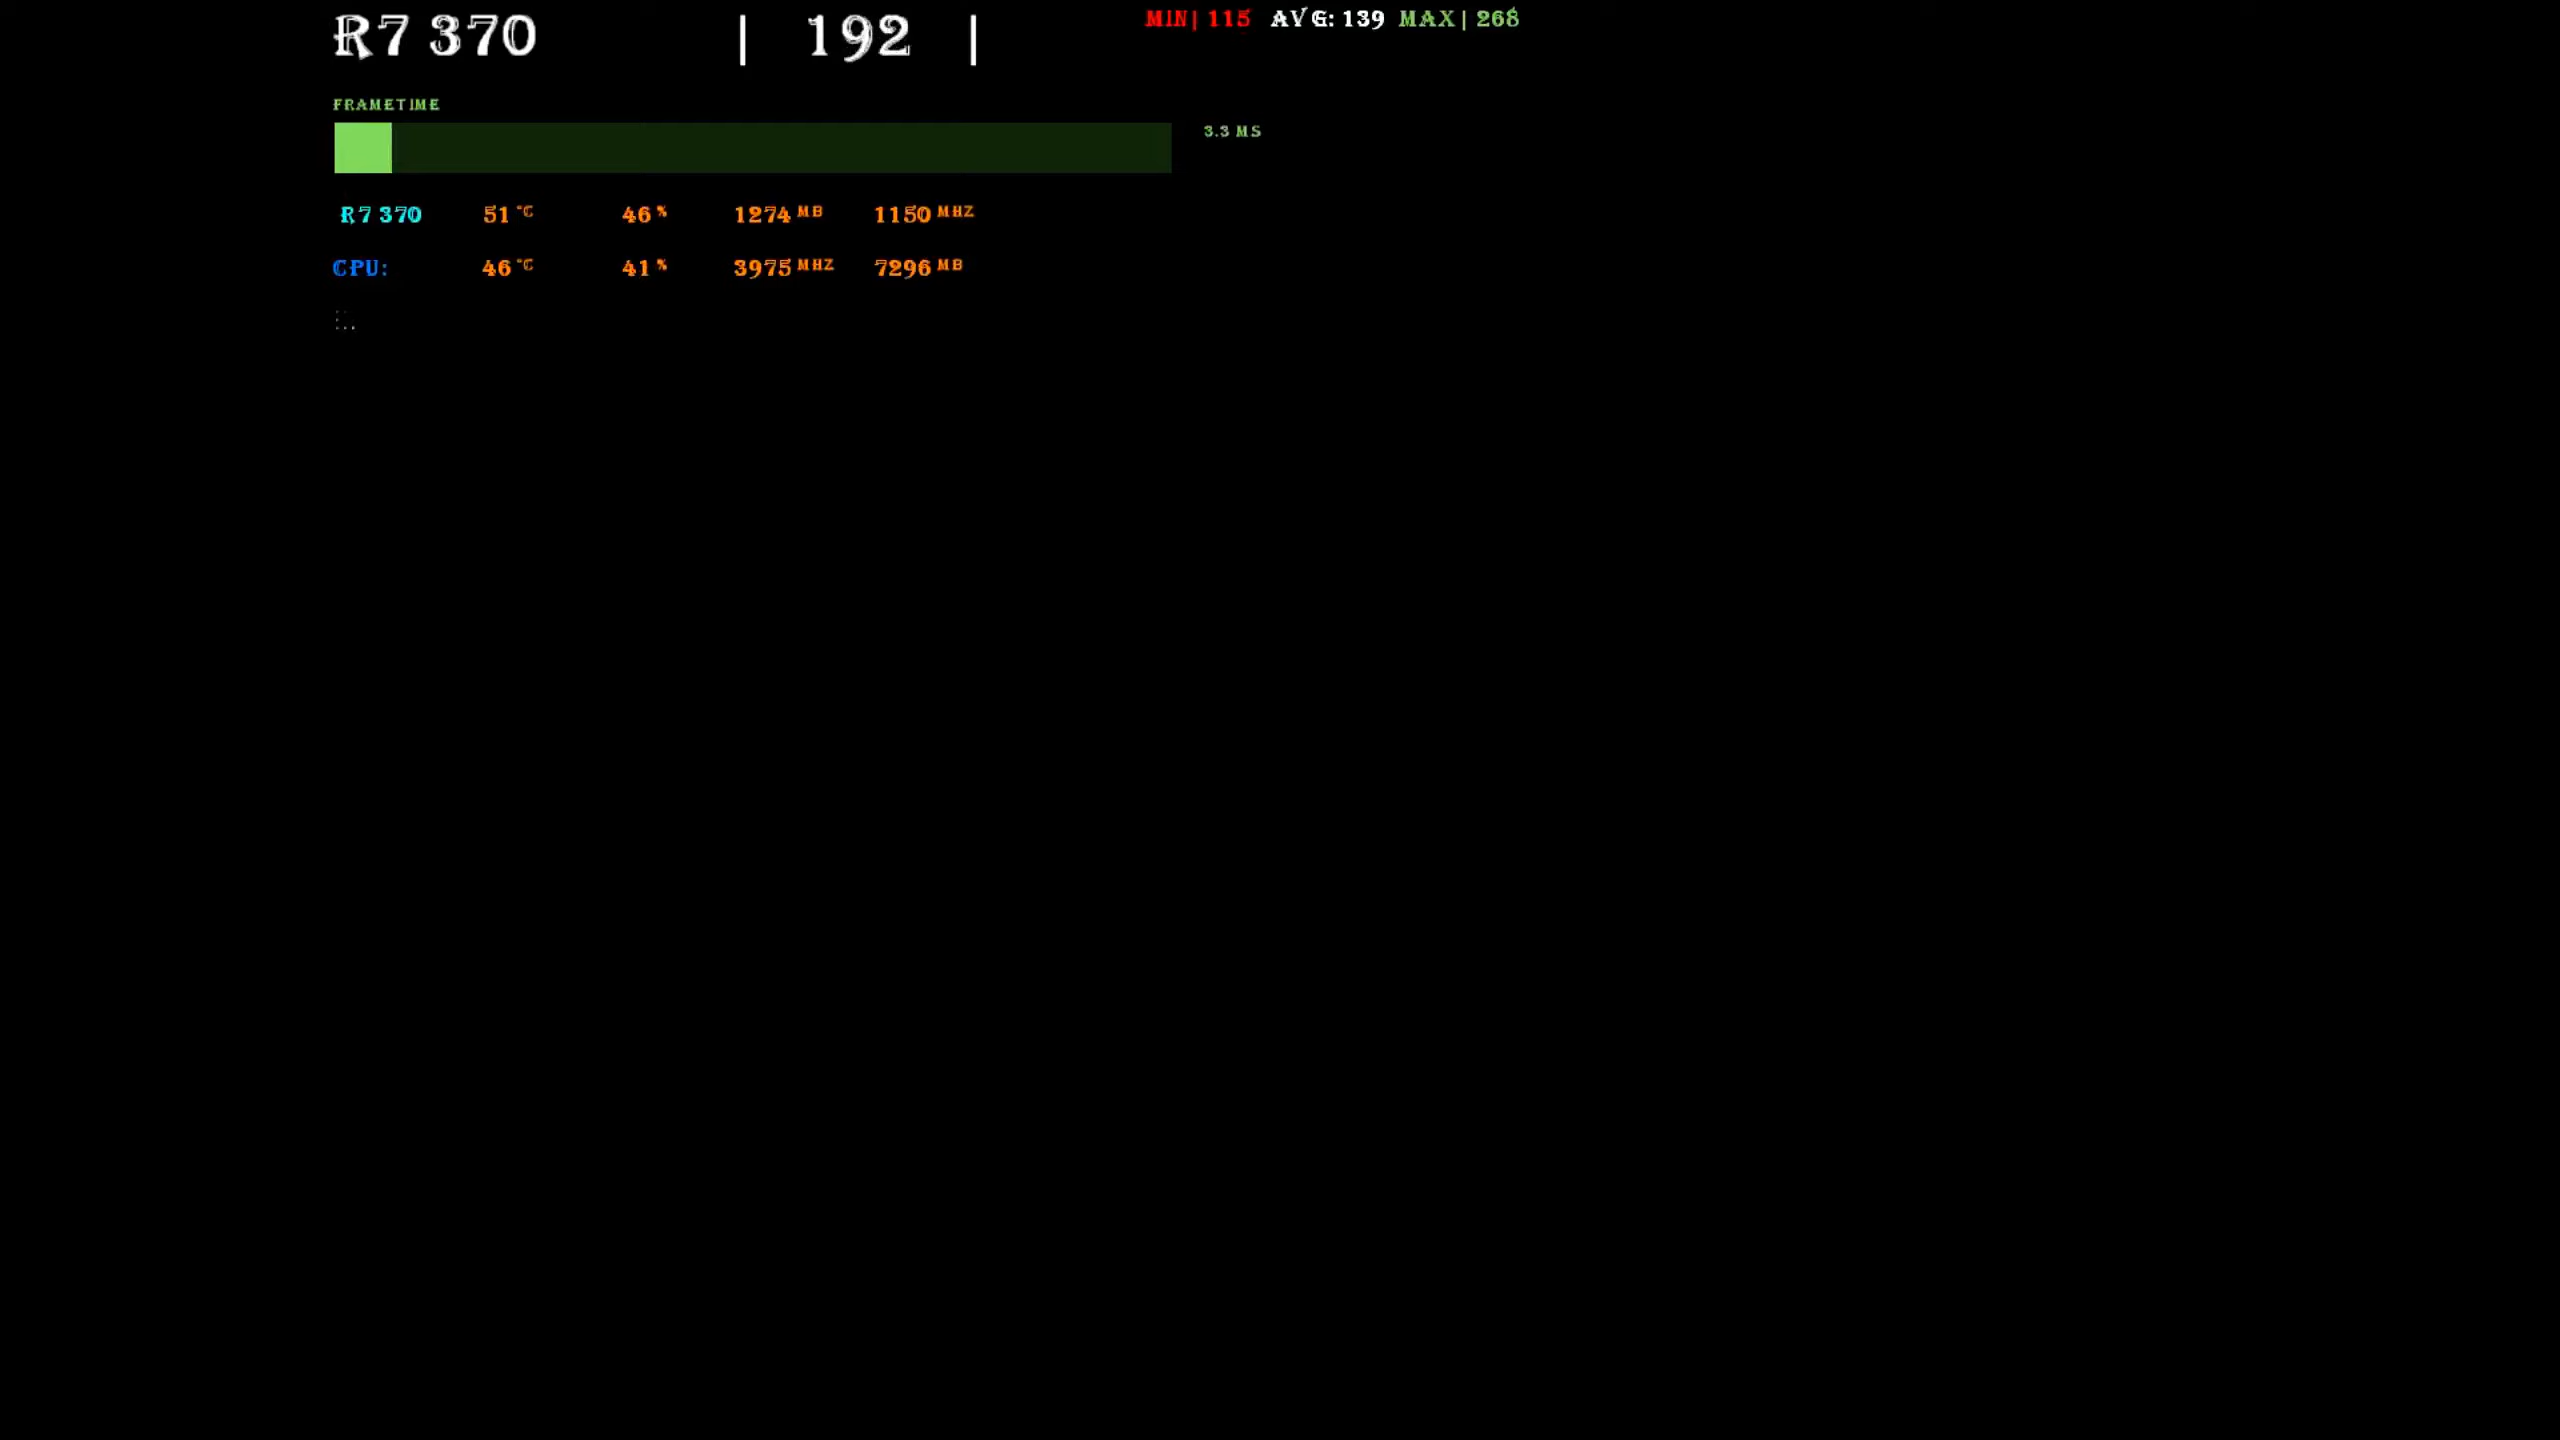 R7 370 | 192 | MIN| 115 AVG: 139 MAX| 268
FRAMETIME
3.3 MS
R7 370 51 °C 46 % 1274 MB 1150 MHZ
CPU: 46 °C 41 % 3975 MHZ 7296 MB